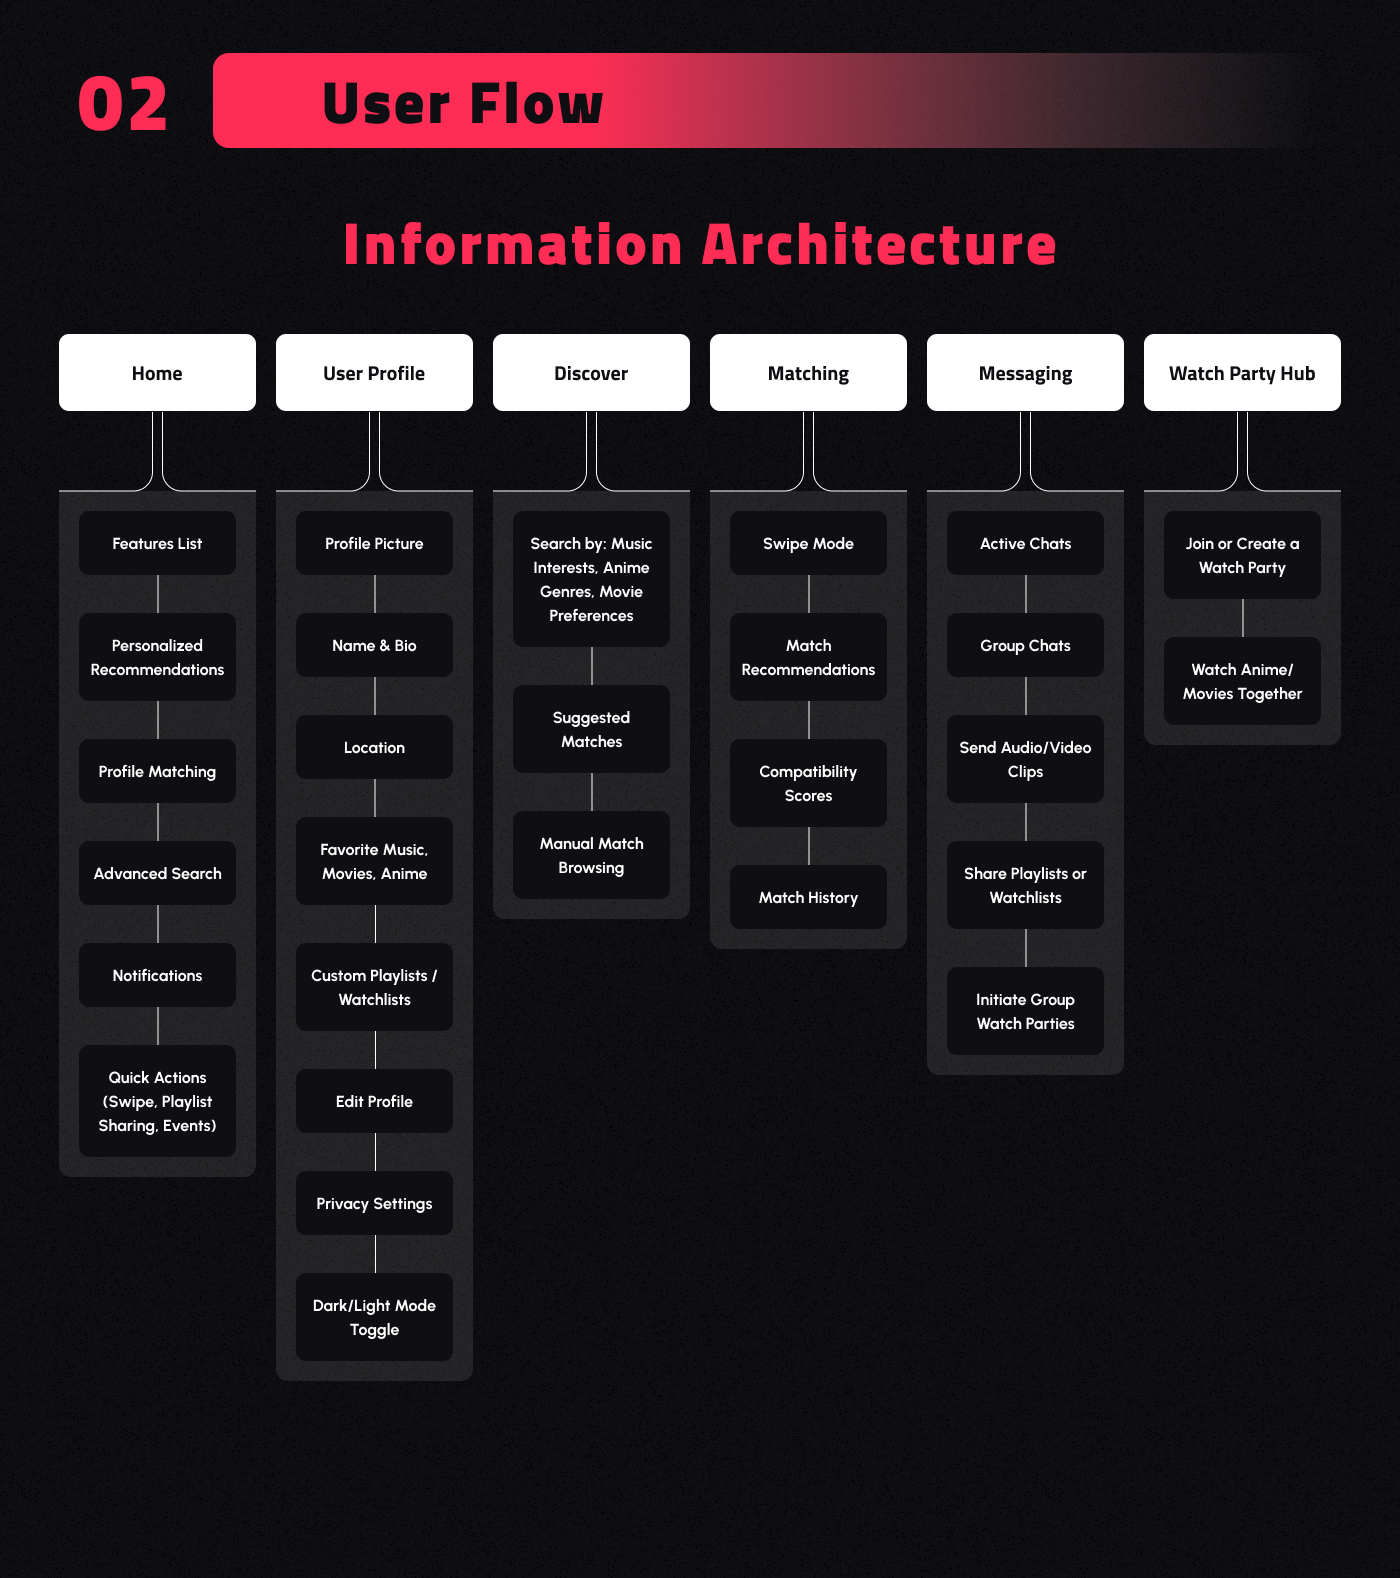 02
User Flow
Information Architecture
Home
User Profile
Discover
Matching
Messaging
Watch Party Hub
Features List
Personalized
Recommendations
Profile Matching
Advanced Search
Notifications
Quick Actions
(Swipe, Playlist
Sharing, Events)
Profile Picture
Name & Bio
Location
Favorite Music,
Movies, Anime
Custom Playlists /
Watchlists
Edit Profile
Privacy Settings
Dark/Light Mode
Toggle
Search by: Music
Interests, Anime
Genres, Movie
Preferences
Suggested
Matches
Manual Match
Browsing
Swipe Mode
Match
Recommendations
Compatibility
Scores
Match History
Active Chats
Group Chats
Send Audio/Video
Clips
Share Playlists or
Watchlists
Initiate Group
Watch Parties
Join or Create a
Watch Party
Watch Anime/
Movies Together